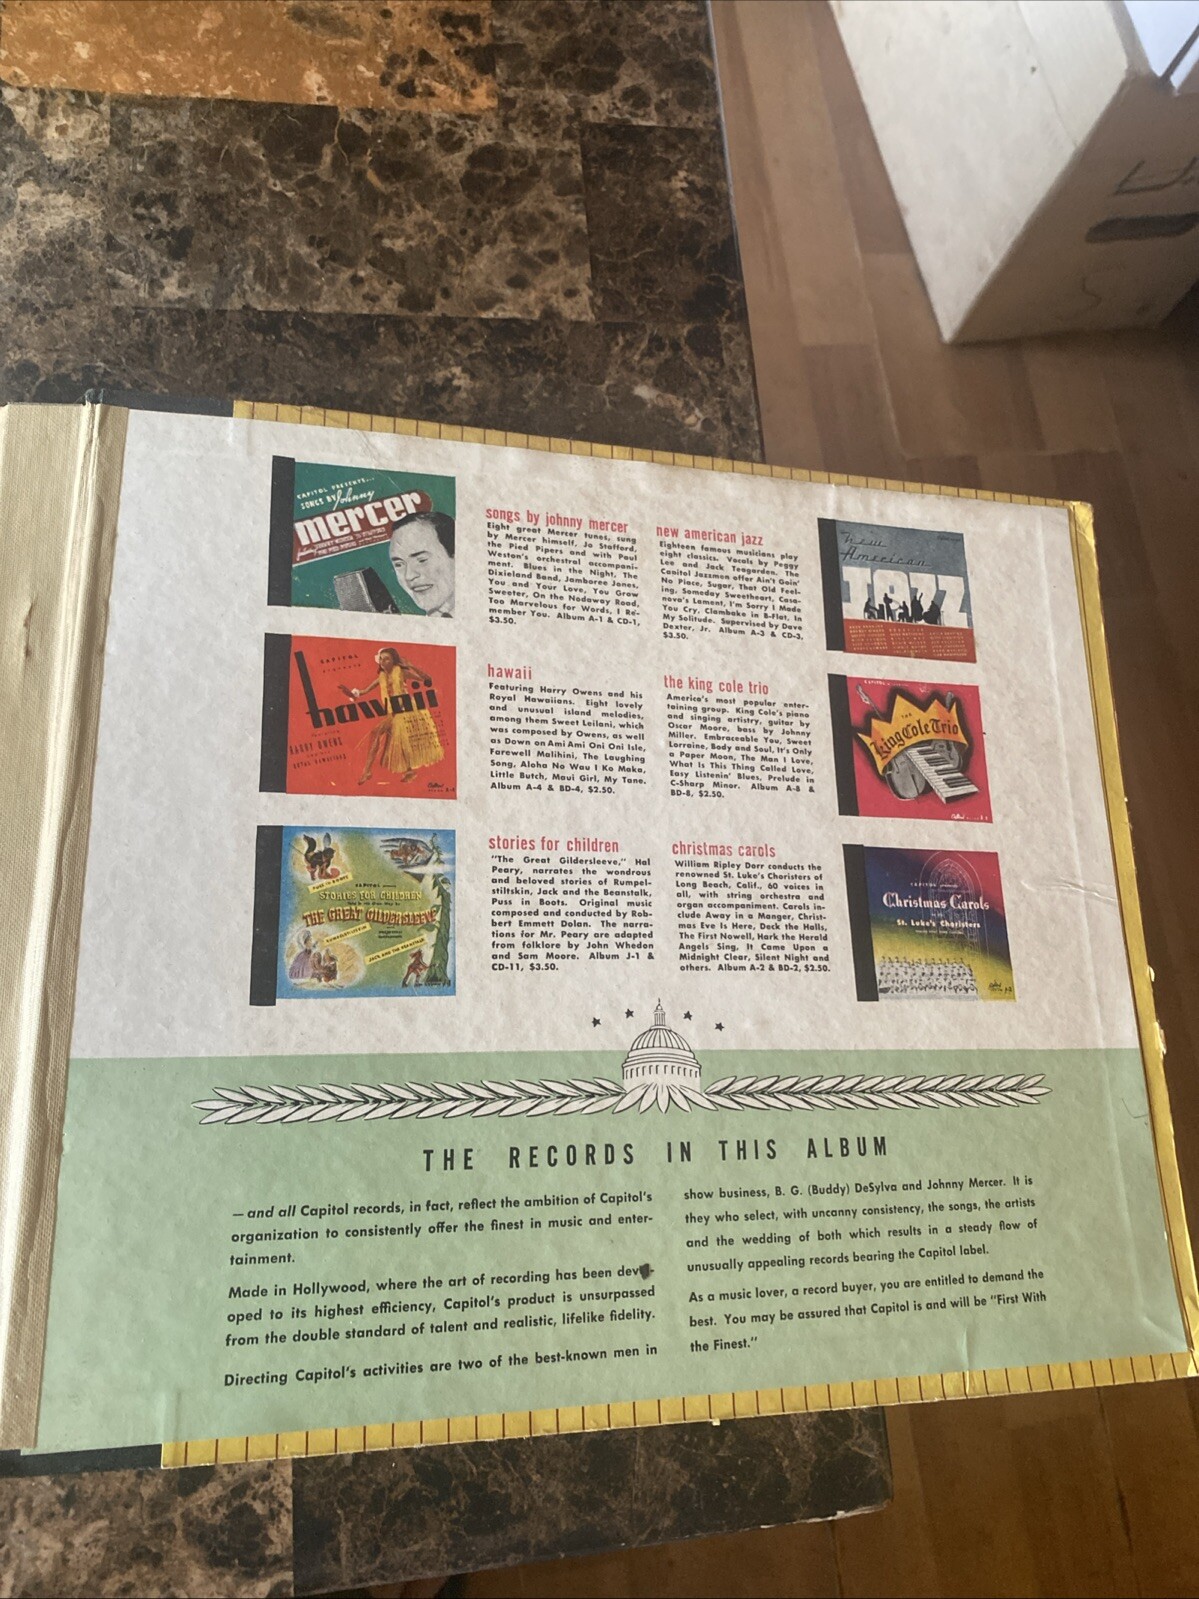 CAPITOL PRESENTS...
SONGS BY Johnny
mercer
songs by johnny mercer
Eight great Mercer tunes, sung
by Mercer himself, Jo Stafford,
the Pied Pipers and with Paul
Weston's orchestral accompani-
ment. Blues in the Night, The
Dixieland Band, Jamboree Jones,
You and Your Love, You Grow
Sweeter, On the Nodaway Road,
Too Marvelous for Words, I Re-
member You. Album A-1 & CD-1,
$3.50.
new american jazz
Eighteen famous musicians play
eight classics. Vocals by Peggy
Lee and Jack Teagarden. The
Capitol Jazzmen offer Ain't Goin'
No Place, Sugar, That Old Feel-
ing, Someday Sweetheart, Casa-
nova's Lament, I'm Sorry I Made
You Cry, Clambake in B-Flat, In
My Solitude. Supervised by Dave
Dexter, Jr. Album A-3 & CD-3,
$3.50.
New
American
JAZZ
CAPITOL
hawaii
HARRY OWENS
ROYAL HAWAIIANS
hawaii
Featuring Harry Owens and his
Royal Hawaiians. Eight lovely
and unusual island melodies,
among them Sweet Leilani, which
was composed by Owens, as well
as Down on Ami Ami Oni Oni Isle,
Farewell Malihini, The Laughing
Song, Aloha No Wau I Ko Maka,
Little Butch, Maui Girl, My Tane.
Album A-4 & BD-4, $2.50.
the king cole trio
America's most popular enter-
taining group. King Cole's piano
and singing artistry, guitar by
Oscar Moore, bass by Johnny
Miller. Embraceable You, Sweet
Lorraine, Body and Soul, It's Only
a Paper Moon, The Man I Love,
What Is This Thing Called Love,
Easy Listenin' Blues, Prelude in
C-Sharp Minor. Album A-8 &
BD-8, $2.50.
THE
King Cole Trio
PUSS IN BOOTS
CAPITOL
STORIES FOR CHILDREN
THE GREAT GILDERSLEEVE
RUMPELSTILTSKIN
JACK AND THE BEANSTALK
stories for children
"The Great Gildersleeve," Hal
Peary, narrates the wondrous
and beloved stories of Rumpel-
stiltskin, Jack and the Beanstalk,
Puss in Boots. Original music
composed and conducted by Rob-
bert Emmett Dolan. The narra-
tions for Mr. Peary are adapted
from folklore by John Whedon
and Sam Moore. Album J-1 &
CD-11, $3.50.
christmas carols
William Ripley Dorr conducts the
renowned St. Luke's Choristers of
Long Beach, Calif., 60 voices in
all, with string orchestra and
organ accompaniment. Carols in-
clude Away in a Manger, Christ-
mas Eve Is Here, Deck the Halls,
The First Nowell, Hark the Herald
Angels Sing, It Came Upon a
Midnight Clear, Silent Night and
others. Album A-2 & BD-2, $2.50.
CAPITOL presents
Christmas Carols
St. Luke's Choristers
THE RECORDS IN THIS ALBUM
—and all Capitol records, in fact, reflect the ambition of Capitol's
organization to consistently offer the finest in music and enter-
tainment.
Made in Hollywood, where the art of recording has been devel-
oped to its highest efficiency, Capitol's product is unsurpassed
from the double standard of talent and realistic, lifelike fidelity.
Directing Capitol's activities are two of the best-known men in
show business, B. G. (Buddy) DeSylva and Johnny Mercer. It is
they who select, with uncanny consistency, the songs, the artists
and the wedding of both which results in a steady flow of
unusually appealing records bearing the Capitol label.
As a music lover, a record buyer, you are entitled to demand the
best. You may be assured that Capitol is and will be "First With
the Finest."